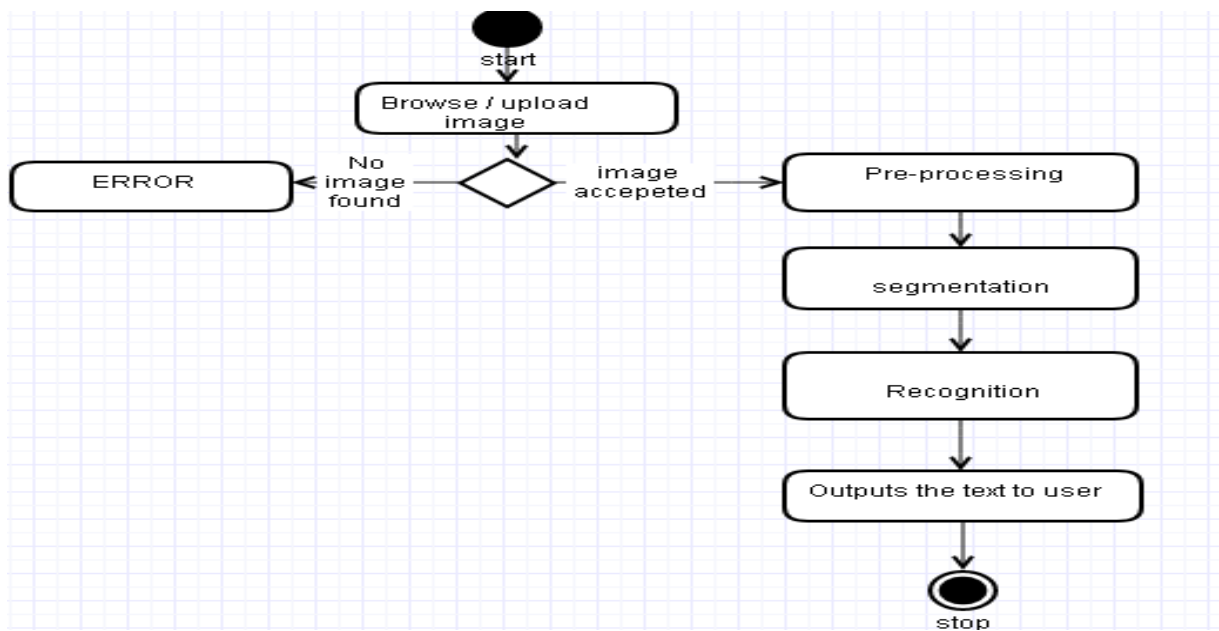 start
Browse / upload
image
No
image
found
ERROR
image
accepeted
Pre-processing
segmentation
Recognition
Outputs the text to user
stop